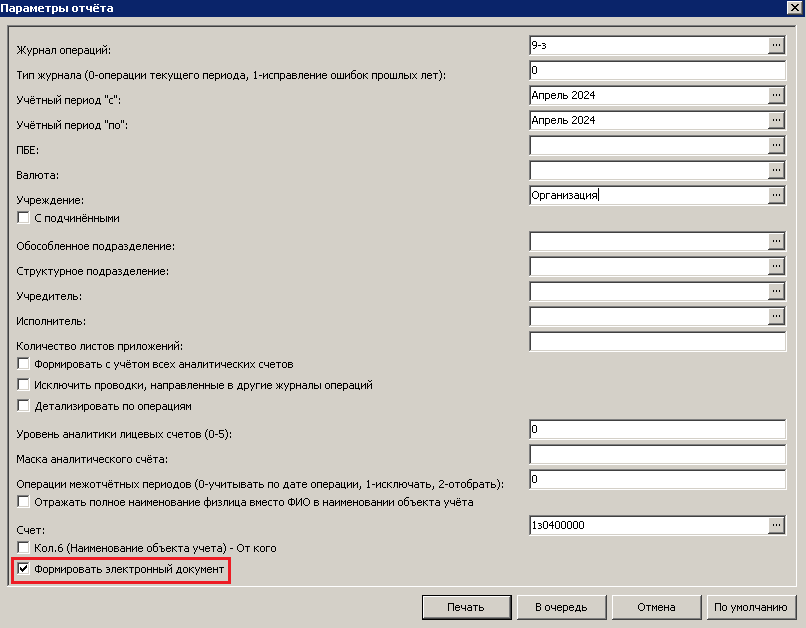 Параметры отчёта
Журнал операций: 9-з ...
Тип журнала (0-операции текущего периода, 1-исправление ошибок прошлых лет): 0
Учётный период "с": Апрель 2024 ...
Учётный период "по": Апрель 2024 ...
ПБЕ: ...
Валюта: ...
Учреждение: Организация ...
С подчинёнными
Обособленное подразделение: ...
Структурное подразделение: ...
Учредитель: ...
Исполнитель: ...
Количество листов приложений:
Формировать с учётом всех аналитических счетов
Исключить проводки, направленные в другие журналы операций
Детализировать по операциям
Уровень аналитики лицевых счетов (0-5): 0
Маска аналитического счёта:
Операции межотчётных периодов (0-учитывать по дате операции, 1-исключать, 2-отобрать): 0
Отражать полное наименование физлица вместо ФИО в наименовании объекта учёта
Счет: 1з0400000 ...
Кол.6 (Наименование объекта учета) - От кого
Формировать электронный документ
Печать В очередь Отмена По умолчанию